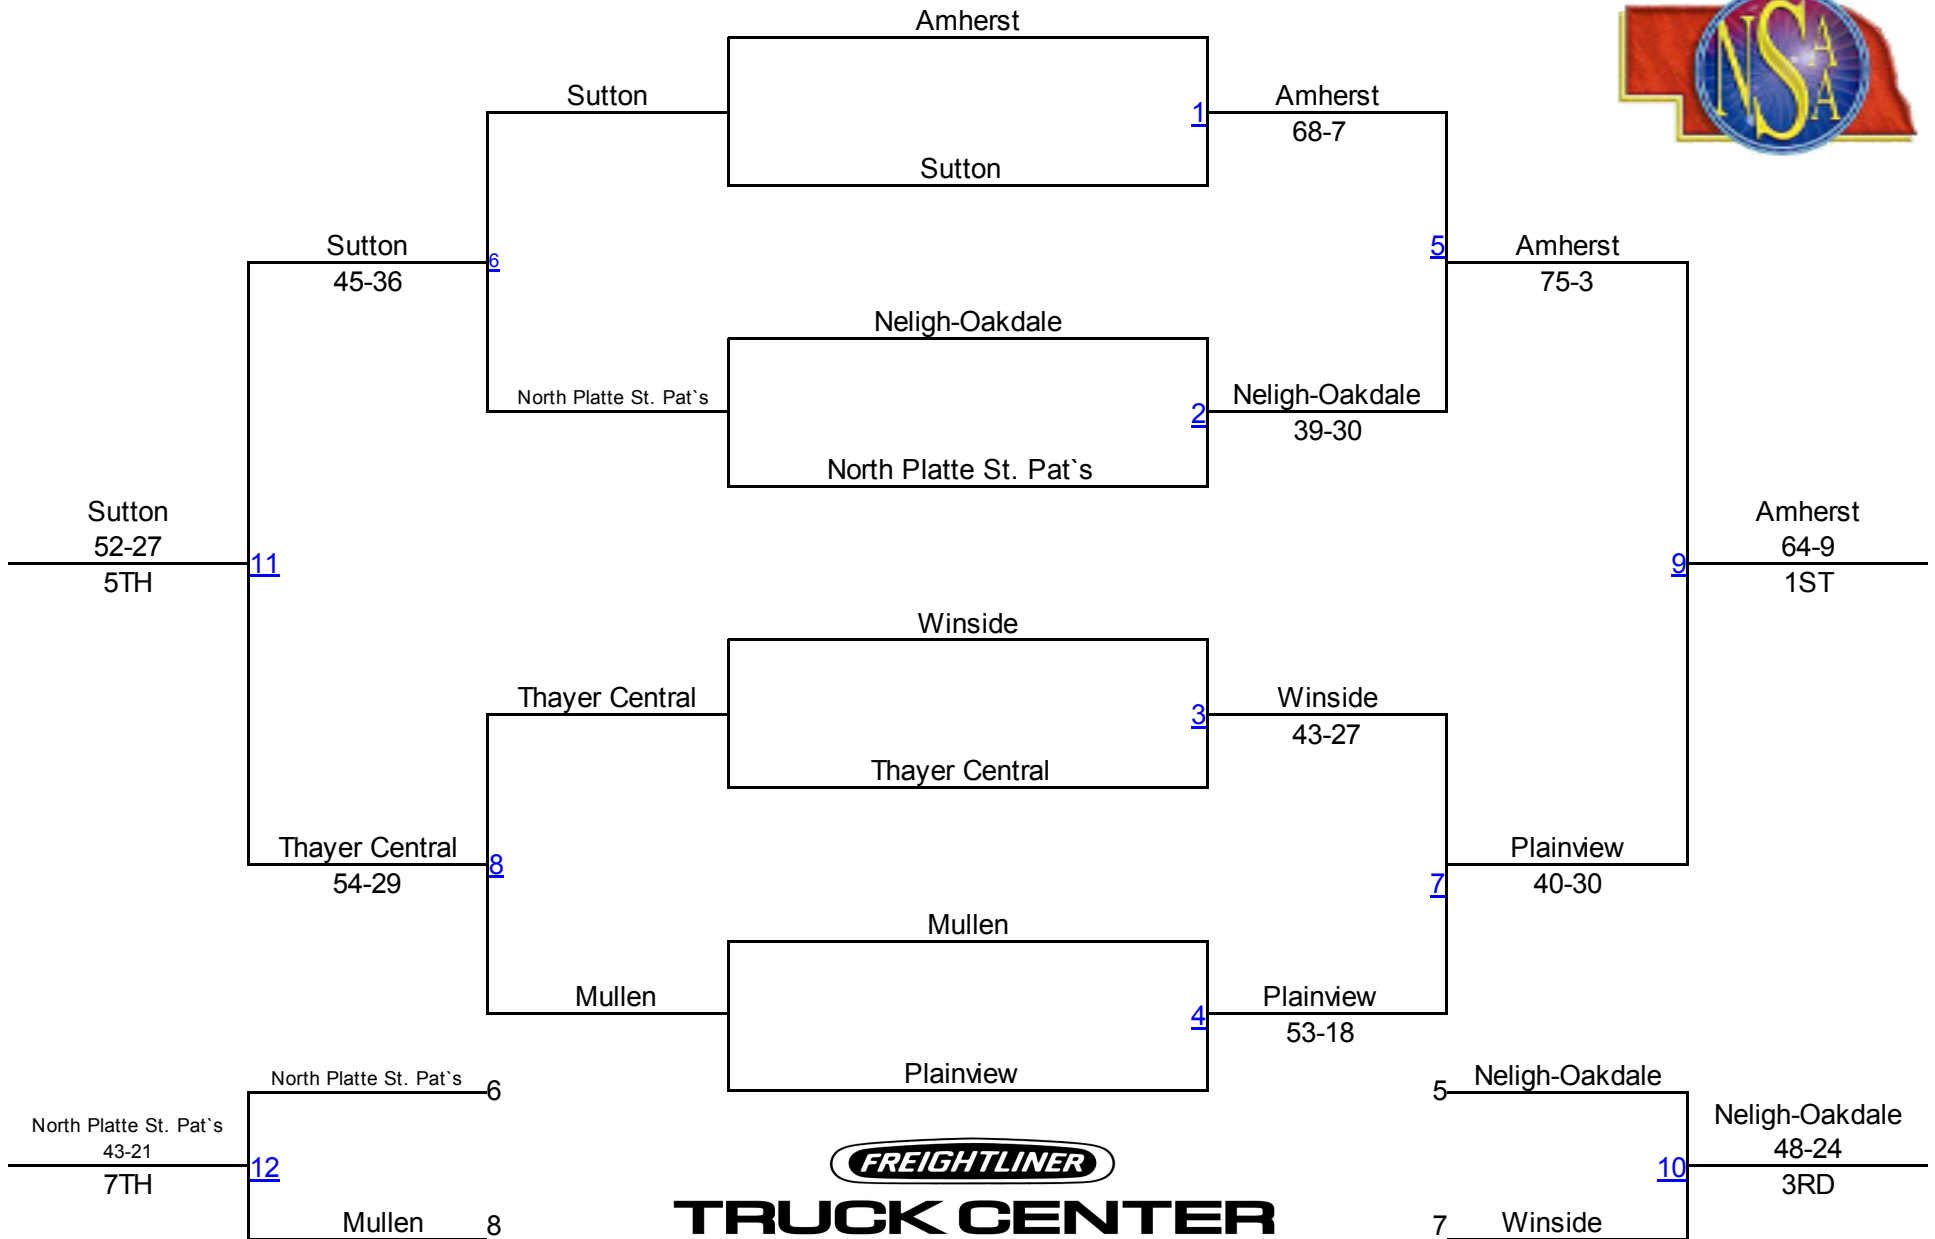 Amherst
NSAA
Sutton
1
Amherst
68-7
Sutton
Sutton
45-36
6
5
Amherst
75-3
Neligh-Oakdale
North Platte St. Pat`s
2
Neligh-Oakdale
39-30
North Platte St. Pat`s
Sutton
52-27
5TH
11
9
Amherst
64-9
1ST
Winside
Thayer Central
3
Winside
43-27
Thayer Central
Thayer Central
54-29
8
7
Plainview
40-30
Mullen
Mullen
4
Plainview
53-18
Plainview
North Platte St. Pat`s
6
North Platte St. Pat`s
43-21
7TH
12
Mullen
8
FREIGHTLINER
TRUCK CENTER
5
Neligh-Oakdale
10
Neligh-Oakdale
48-24
3RD
7
Winside